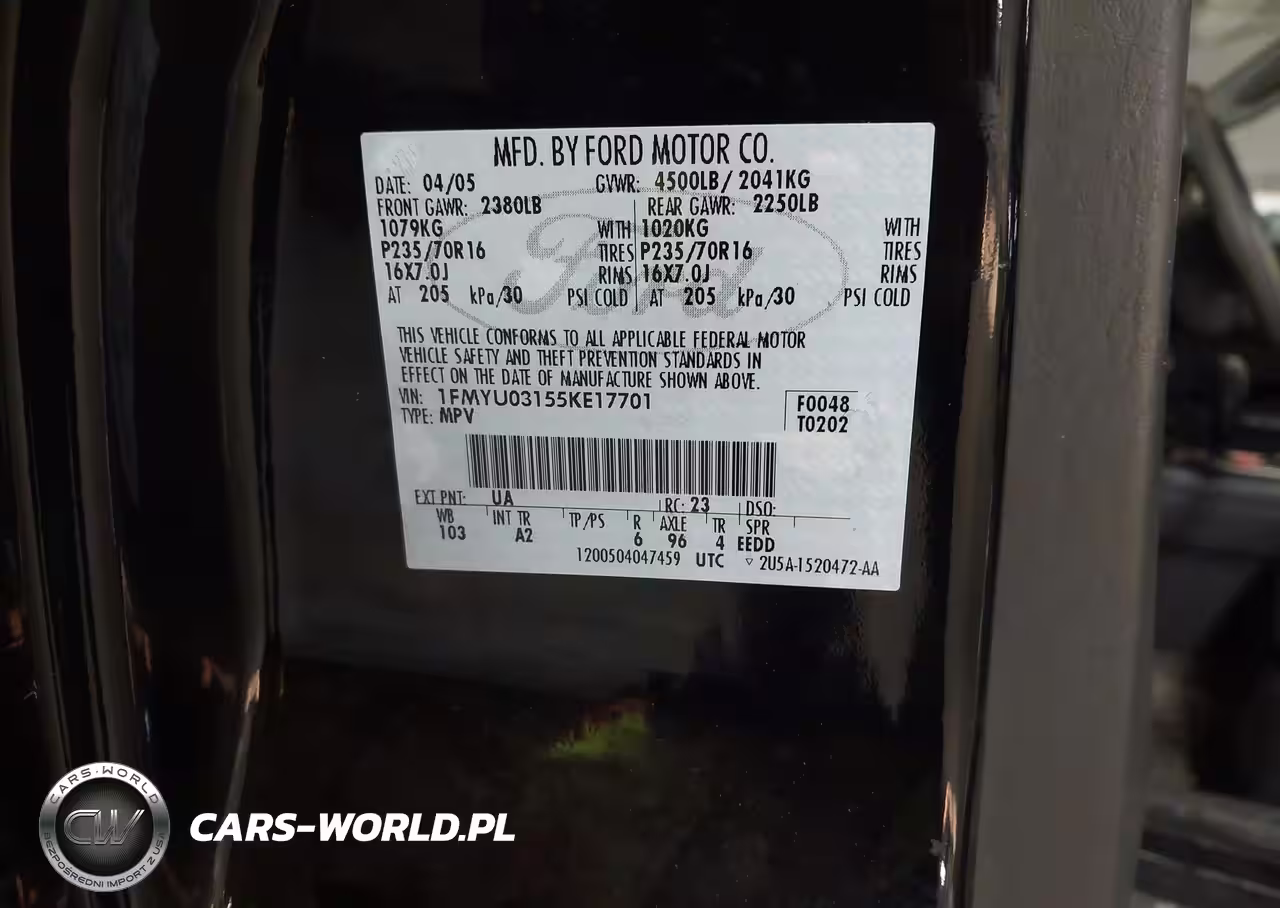 MFD. BY FORD MOTOR CO.
DATE: 04/05 GVWR: 4500LB/ 2041KG
FRONT GAWR: 2380LB REAR GAWR: 2250LB
1079KG WITH 1020KG WITH
P235/70R16 TIRES P235/70R16 TIRES
16X7.0J RIMS 16X7.0J RIMS
AT 205 kPa/30 PSI COLD AT 205 kPa/30 PSI COLD
Ford
THIS VEHICLE CONFORMS TO ALL APPLICABLE FEDERAL MOTOR
VEHICLE SAFETY AND THEFT PREVENTION STANDARDS IN
EFFECT ON THE DATE OF MANUFACTURE SHOWN ABOVE.
VIN: 1FMYU03155KE17701
TYPE: MPV
F0048
T0202
EXT PNT: UA RC: 23 DSO:
WB INT TR TP/PS R AXLE TR SPR
103 A2 6 96 4 EEDD
1200504047459 UTC ▽ 2U5A-1520472-AA
CARS-WORLD
CW
BEZPOŚREDNI IMPORT Z USA
CARS-WORLD.PL